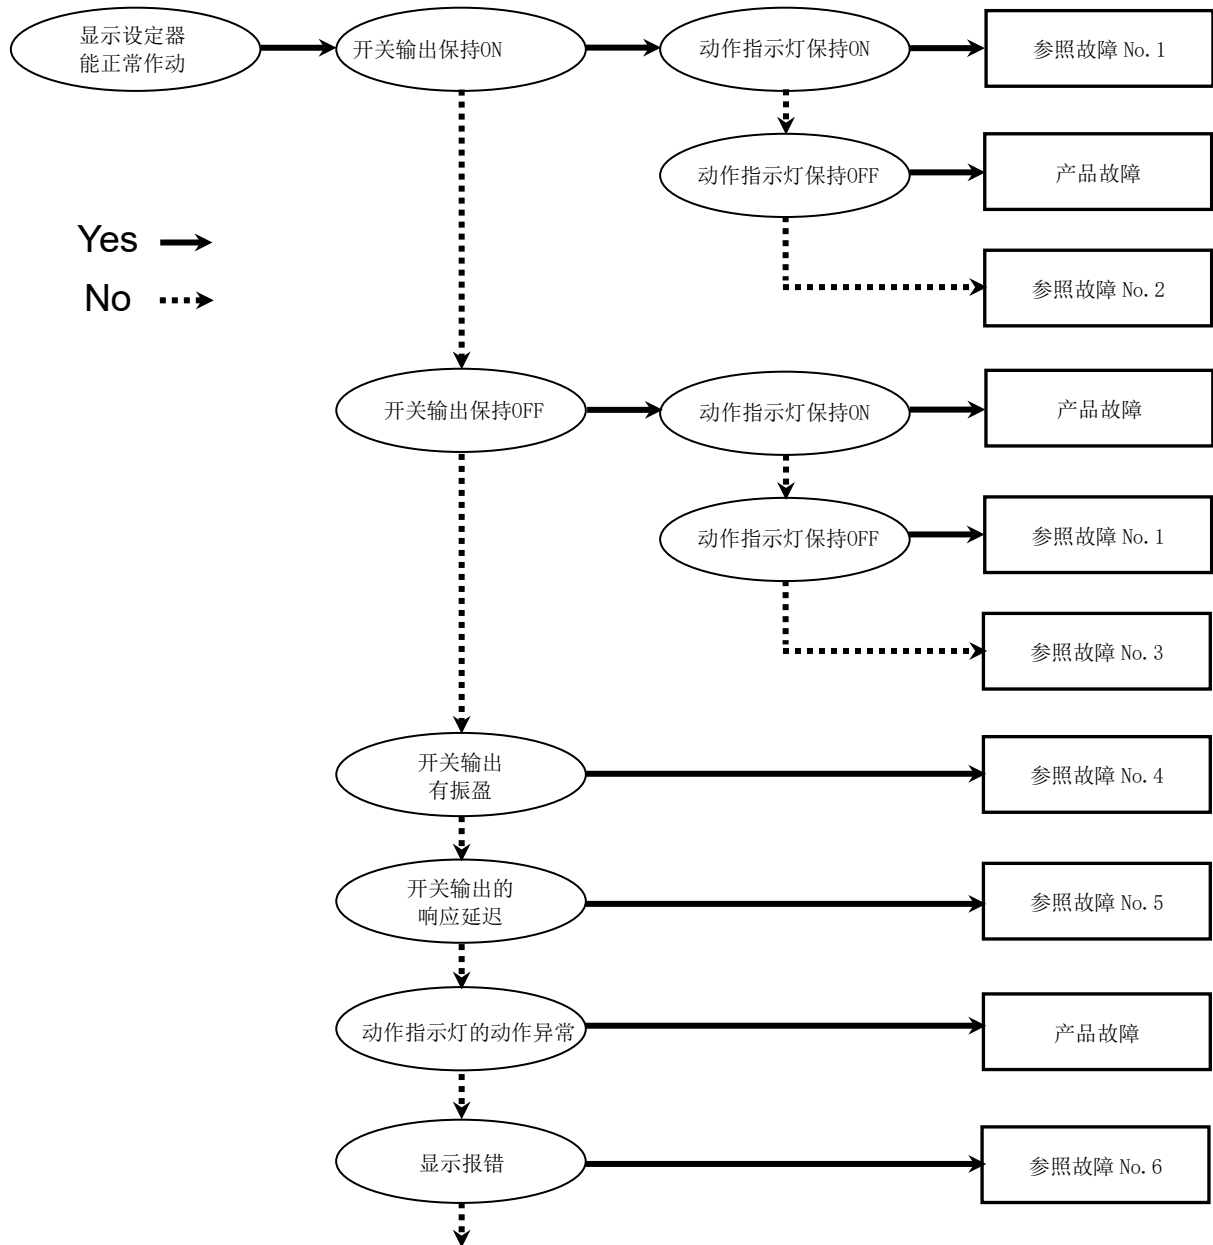 显示设定器
能正常作动
开关输出保持ON
动作指示灯保持ON
参照故障 No.1
动作指示灯保持OFF
产品故障
Yes
No
参照故障 No.2
开关输出保持OFF
动作指示灯保持ON
产品故障
动作指示灯保持OFF
参照故障 No.1
参照故障 No.3
开关输出
有振盈
参照故障 No.4
开关输出的
响应延迟
参照故障 No.5
动作指示灯的动作异常
产品故障
显示报错
参照故障 No.6